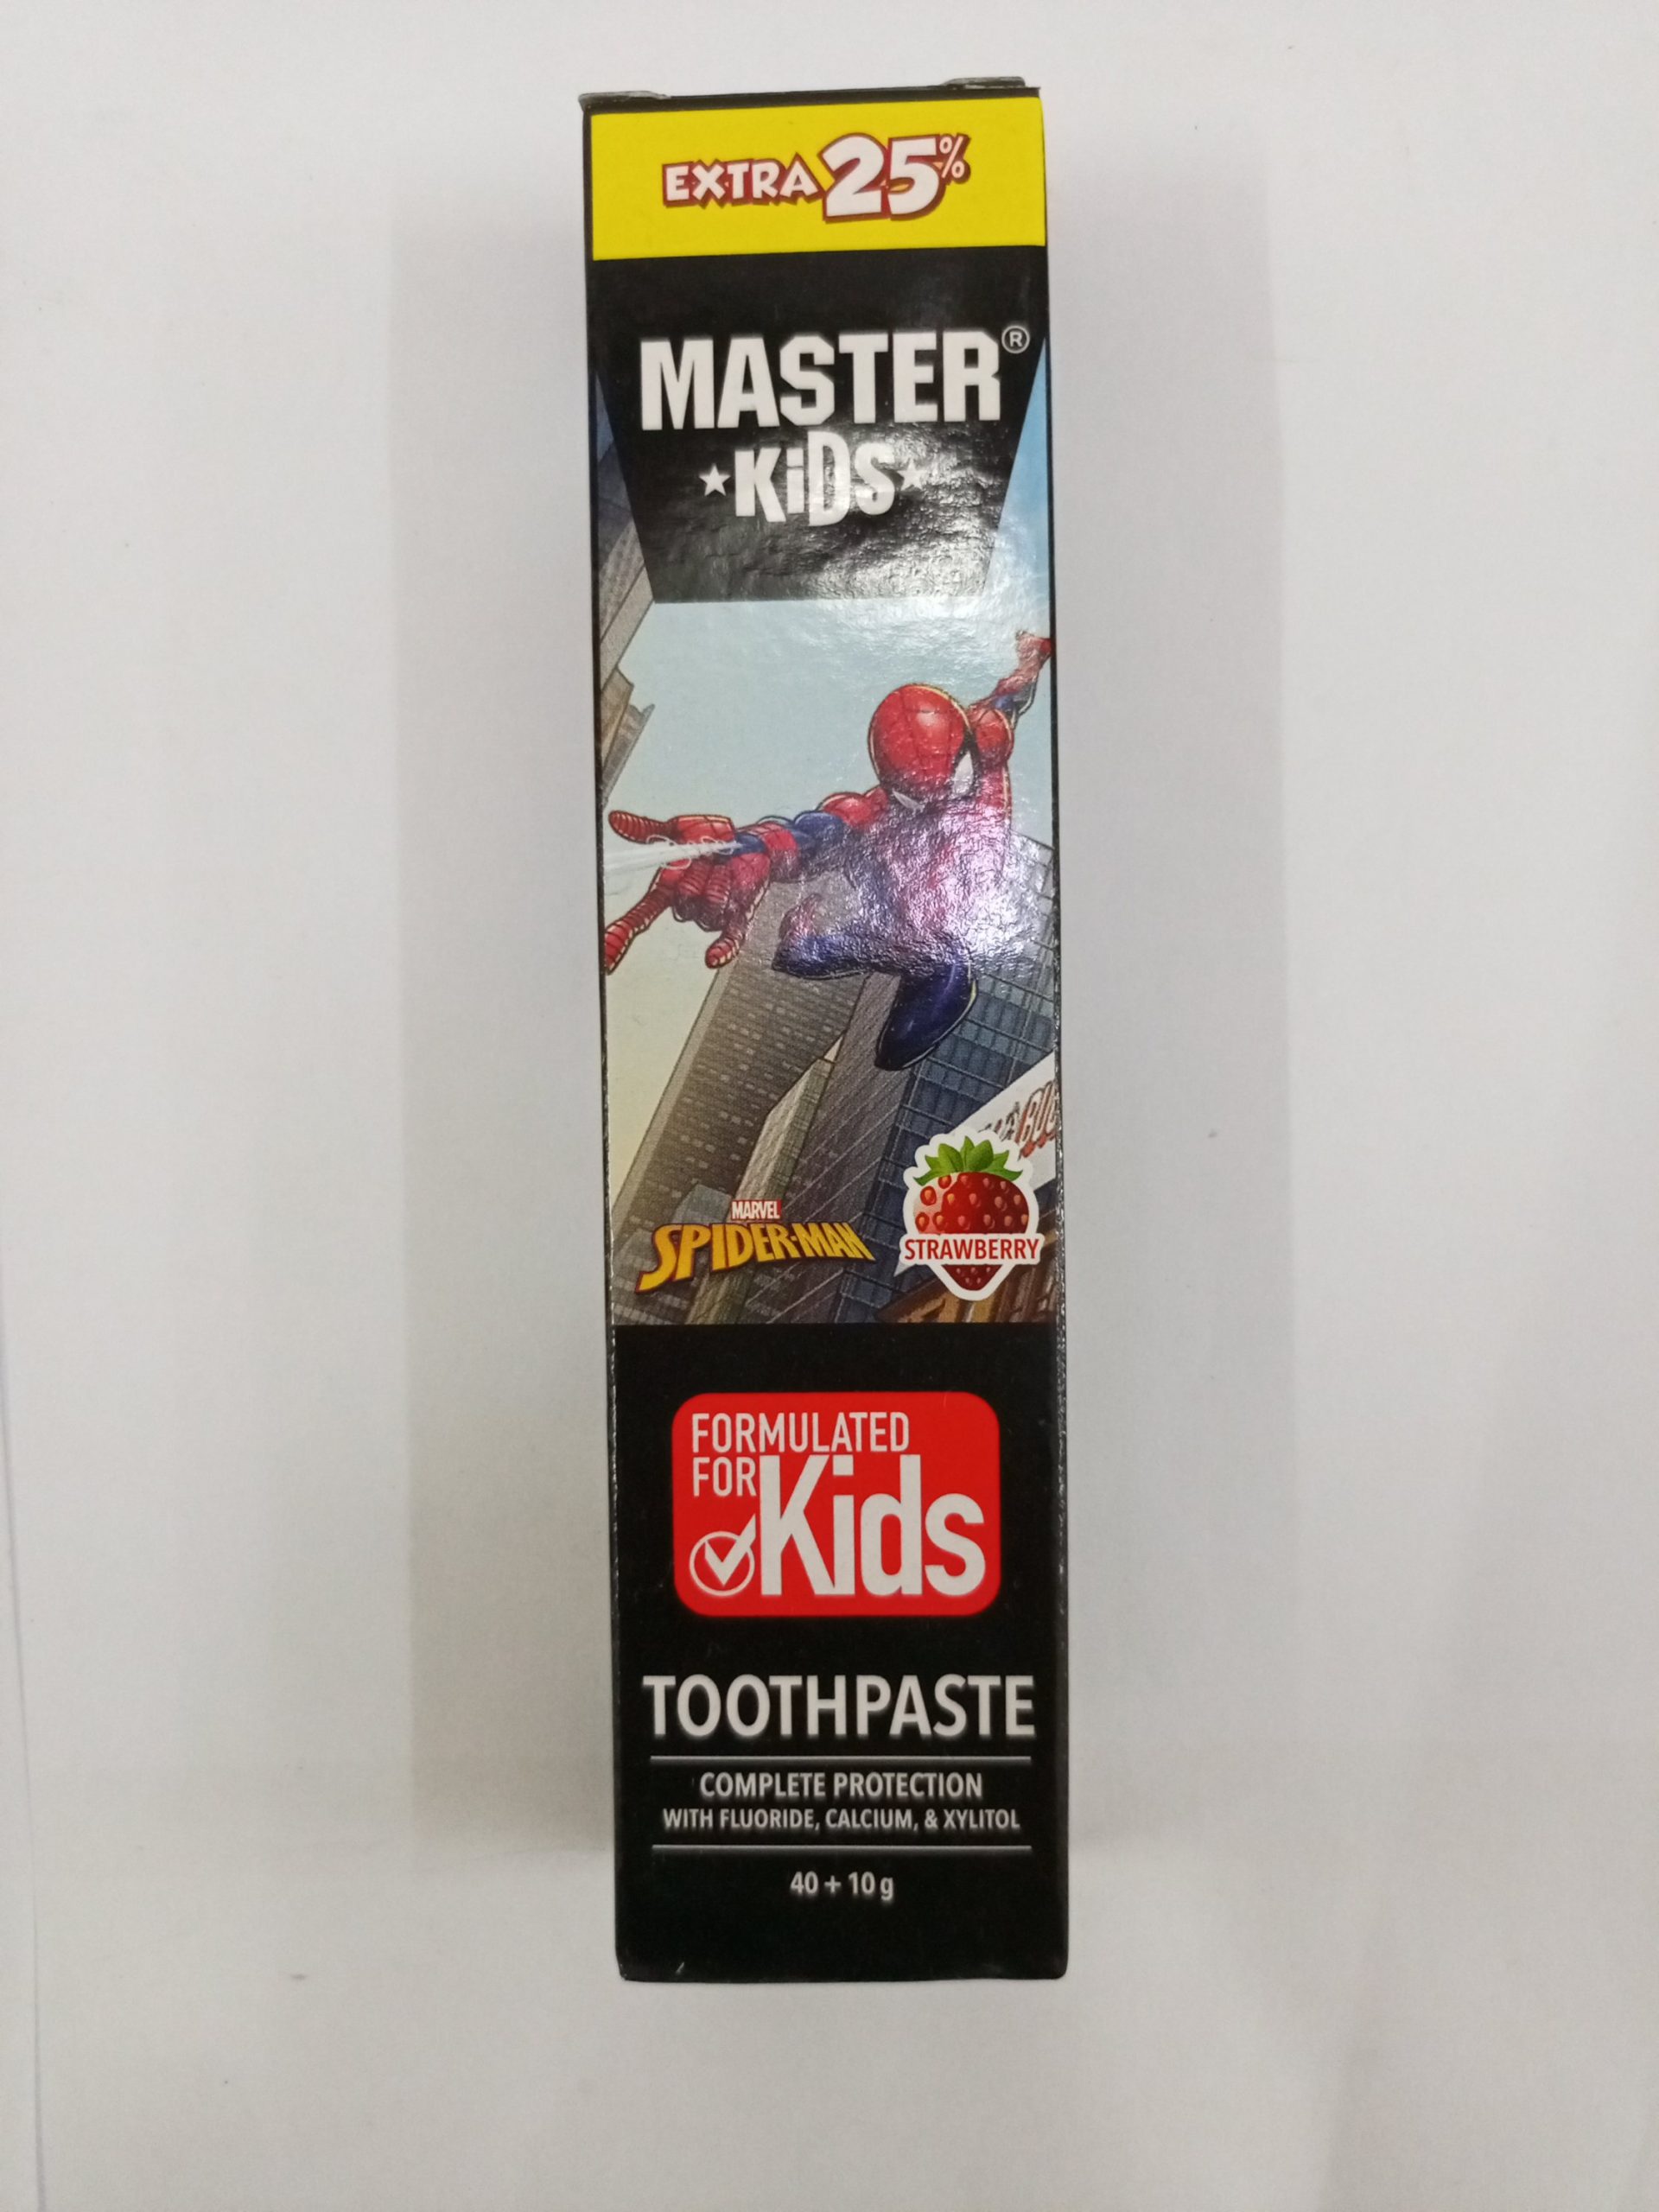 EXTRA 25%
MASTER®
KiDS
MARVEL
SPIDER-MAN
STRAWBERRY
FORMULATED
FOR Kids
TOOTHPASTE
COMPLETE PROTECTION
WITH FLUORIDE, CALCIUM, & XYLITOL
40 + 10 g